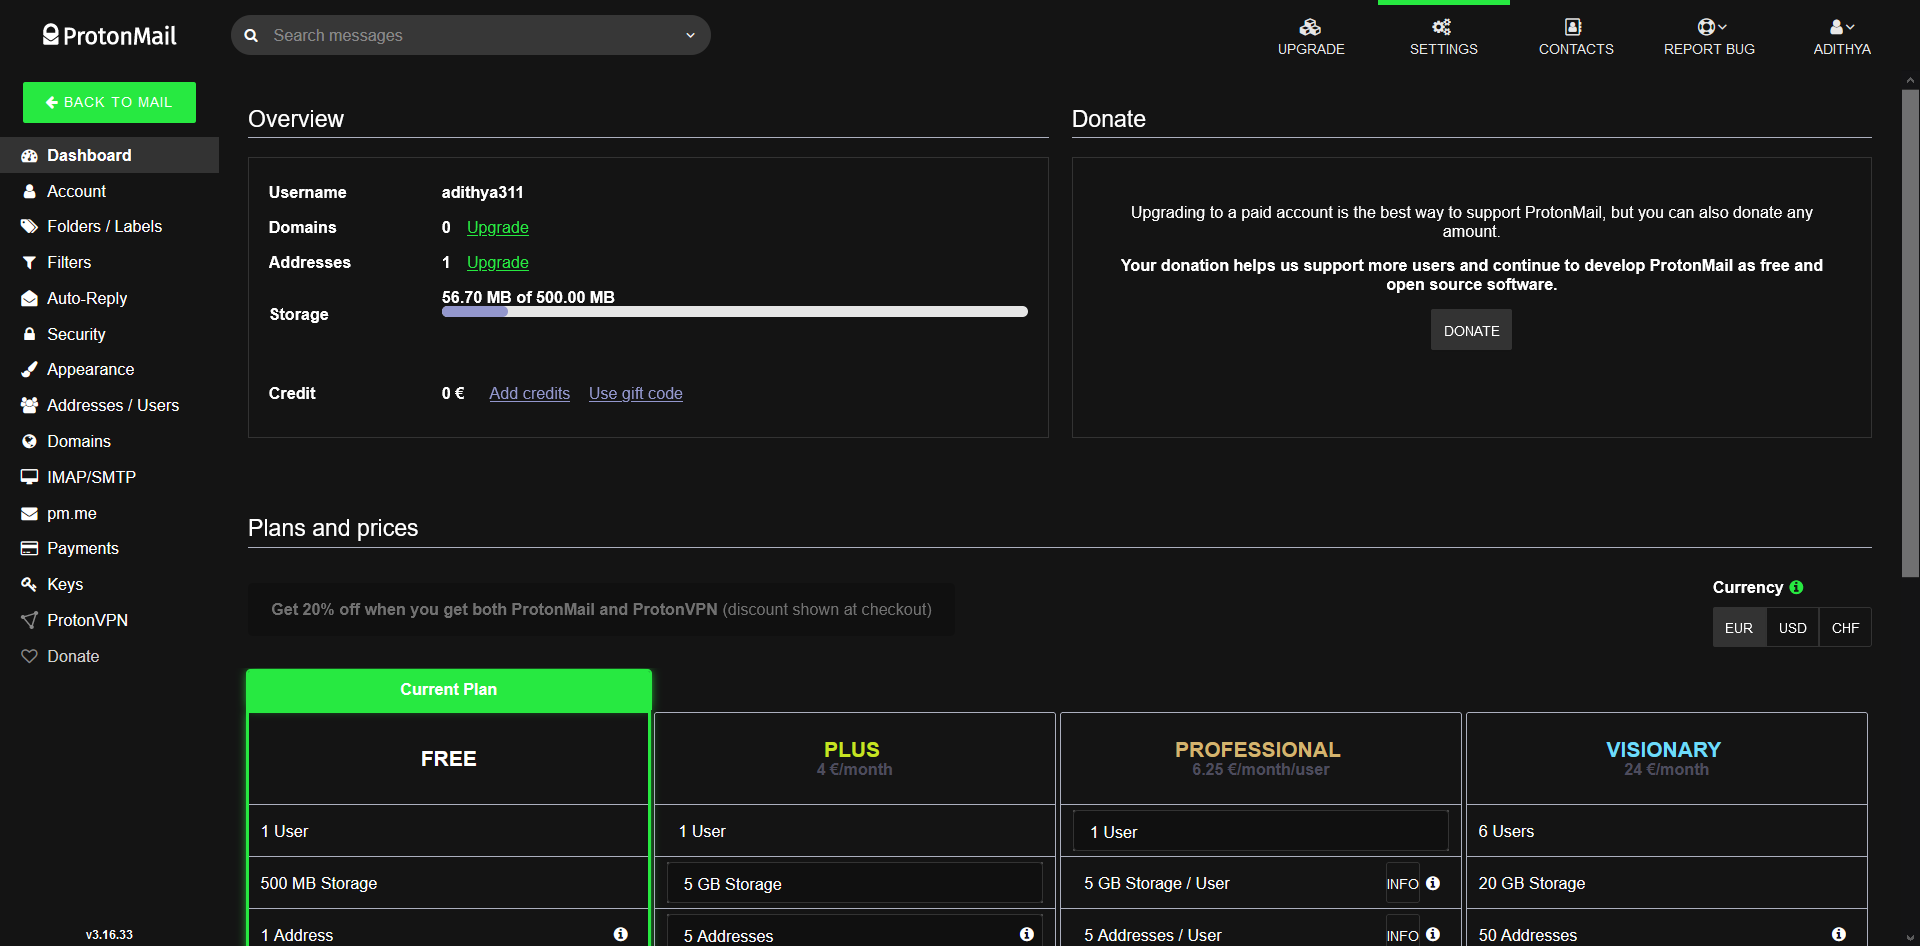 ProtonMail
Search messages
UPGRADE
SETTINGS
CONTACTS
REPORT BUG
ADITHYA
BACK TO MAIL
Dashboard
Account
Folders / Labels
Filters
Auto-Reply
Security
Appearance
Addresses / Users
Domains
IMAP/SMTP
pm.me
Payments
Keys
ProtonVPN
Donate
v3.16.33
Overview
Username adithya311
Domains 0 Upgrade
Addresses 1 Upgrade
Storage 56.70 MB of 500.00 MB
Credit 0 € Add credits Use gift code
Donate
Upgrading to a paid account is the best way to support ProtonMail, but you can also donate any
amount.
Your donation helps us support more users and continue to develop ProtonMail as free and
open source software.
DONATE
Plans and prices
Get 20% off when you get both ProtonMail and ProtonVPN (discount shown at checkout)
Currency
EUR USD CHF
Current Plan
FREE
1 User
500 MB Storage
1 Address
PLUS
4 €/month
1 User
5 GB Storage
5 Addresses
PROFESSIONAL
6.25 €/month/user
1 User
5 GB Storage / User INFO
5 Addresses / User INFO
VISIONARY
24 €/month
6 Users
20 GB Storage
50 Addresses